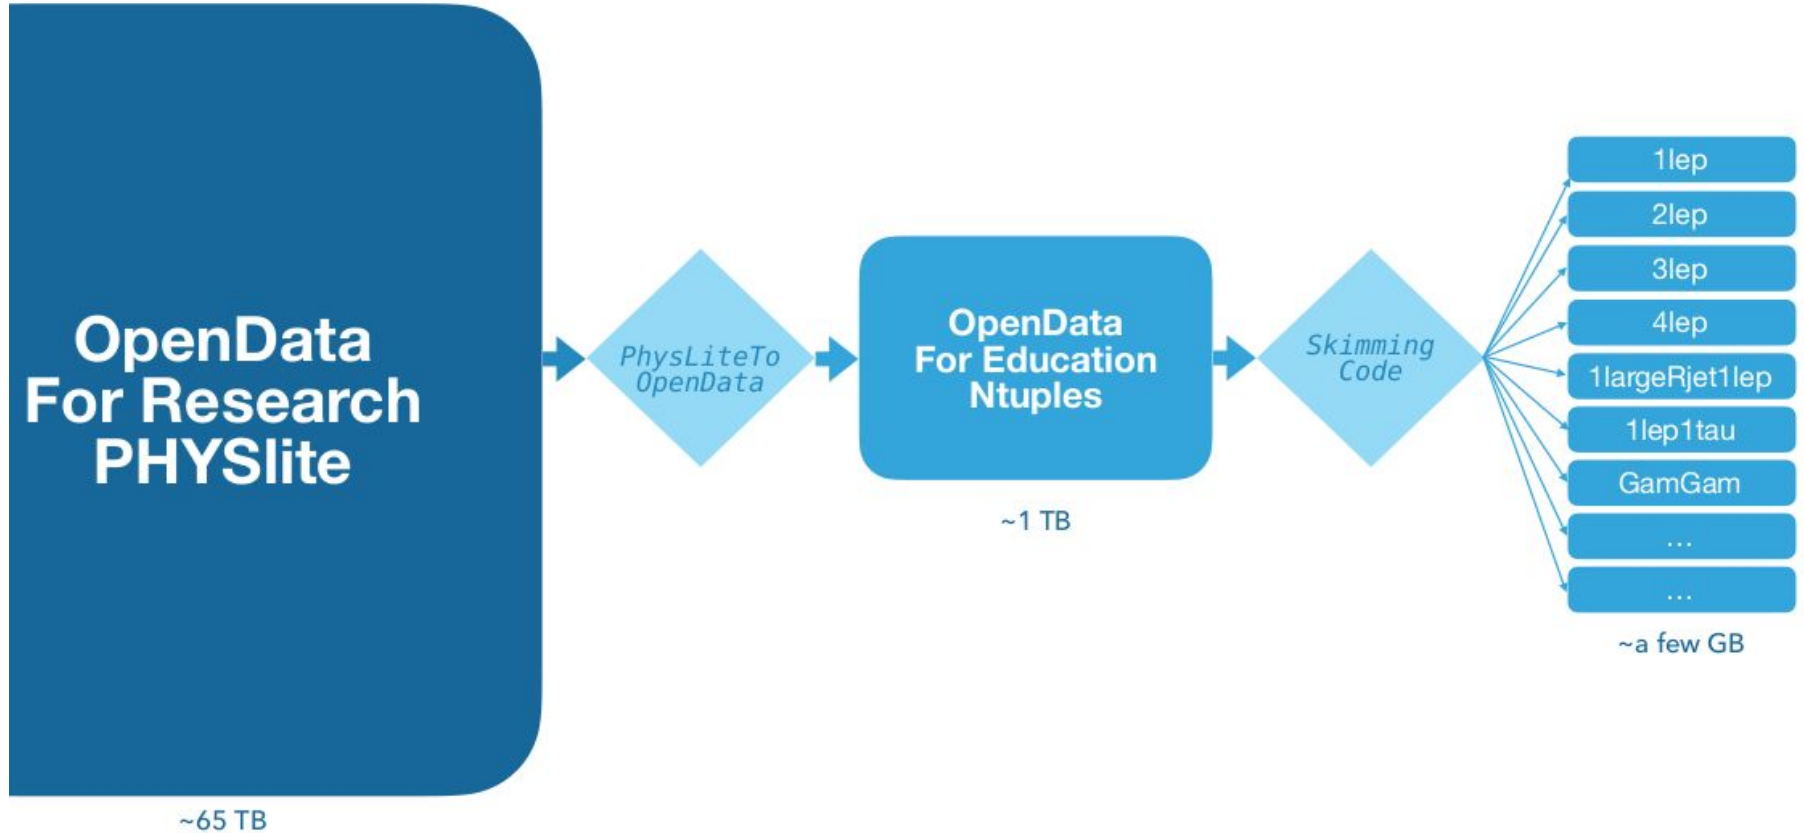 OpenData
For Research
PHYSlite
~65 TB
PhysLiteTo
OpenData
OpenData
For Education
Ntuples
~1 TB
Skimming
Code
1lep
2lep
3lep
4lep
1largeRjet1lep
1lep1tau
GamGam
...
...
~a few GB